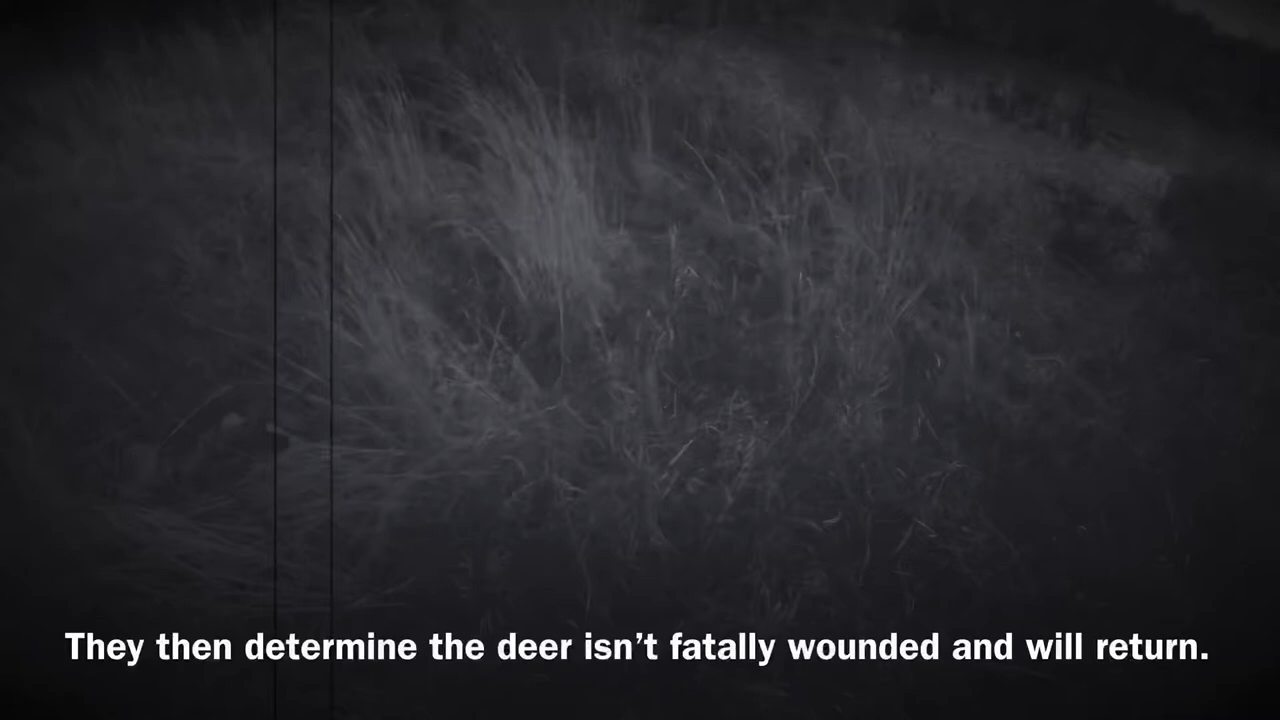 They then determine the deer isn’t fatally wounded and will return.